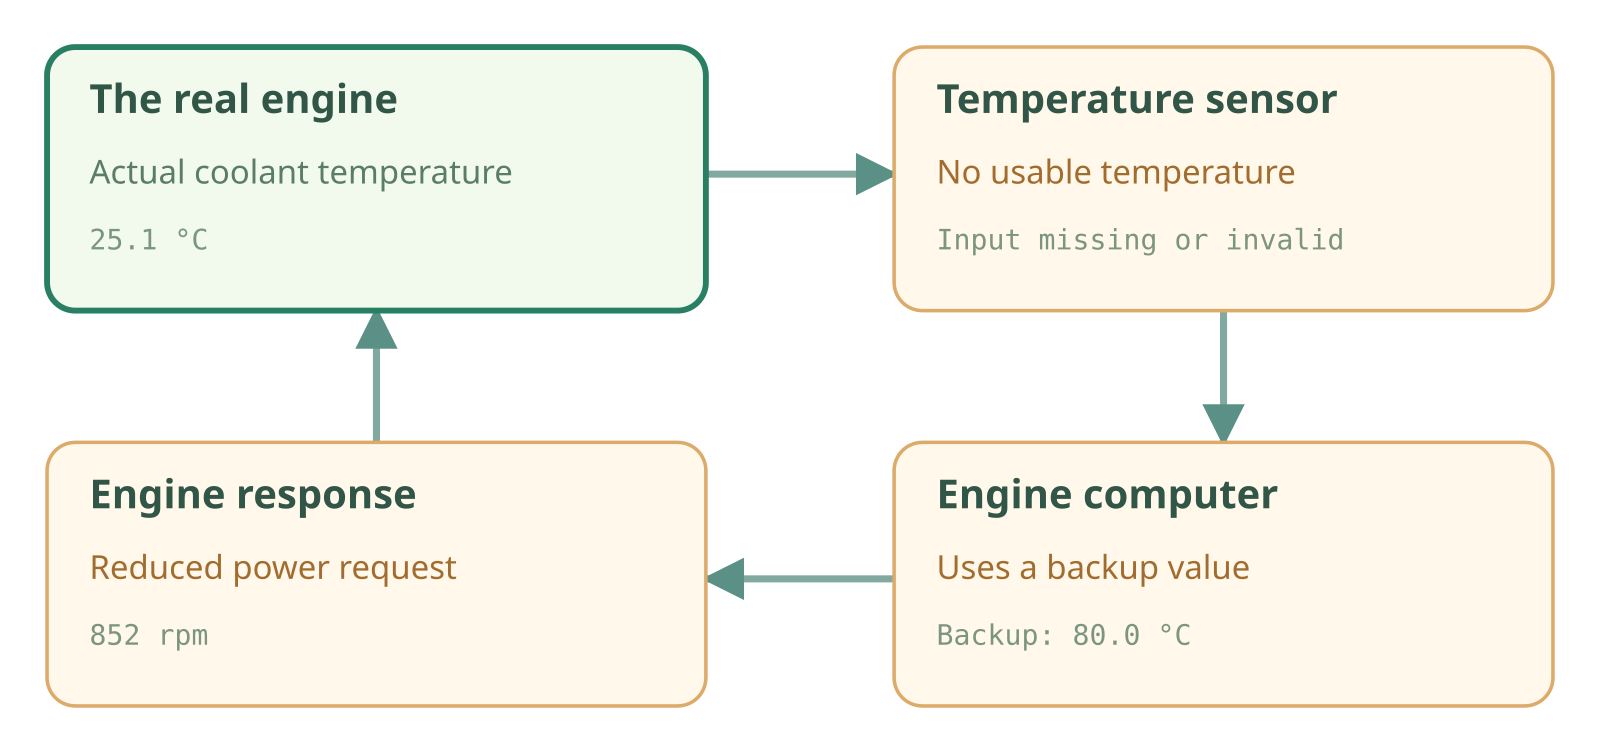 The real engine
Actual coolant temperature
25.1 °C
Temperature sensor
No usable temperature
Input missing or invalid
Engine response
Reduced power request
852 rpm
Engine computer
Uses a backup value
Backup: 80.0 °C